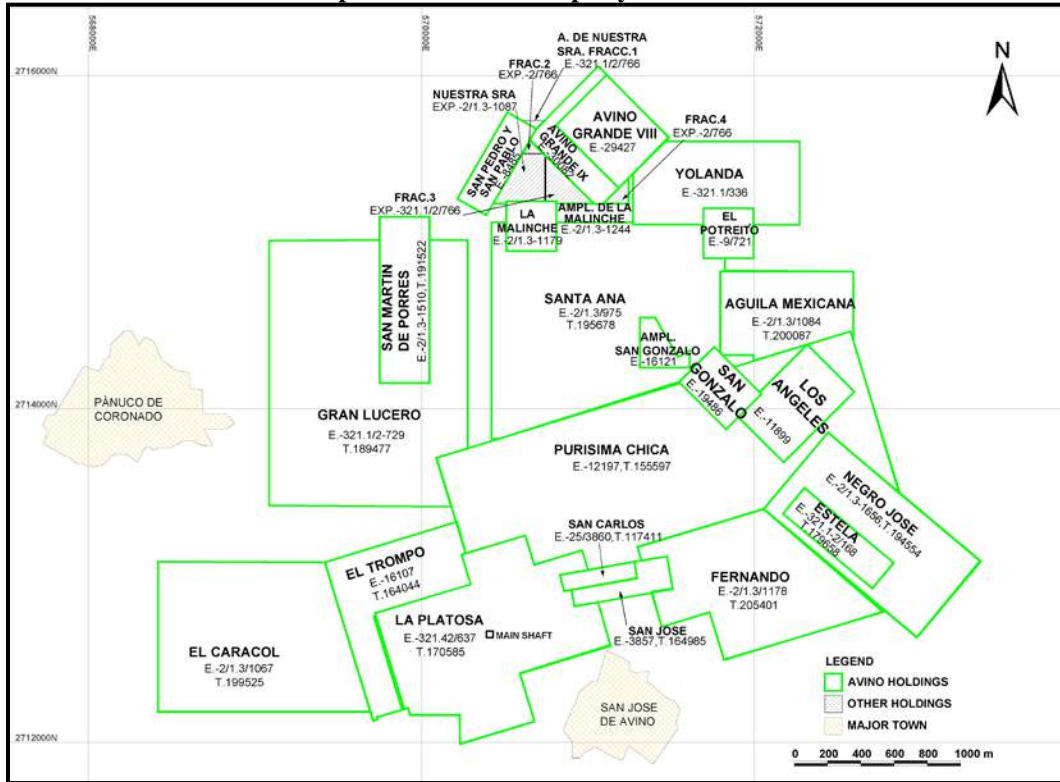 568000E
570000E
572000E
2716000N
2714000N
2712000N
N
A. DE NUESTRA
SRA. FRACC.1
E.-321.1/2/766
FRAC.2
EXP.-2/766
NUESTRA SRA
EXP.-2/1.3-1087
AVINO
GRANDE VIII
E.-29427
AVINO
GRANDE IX
E.-30082
FRAC.4
EXP.-2/766
SAN PEDRO Y
SAN PABLO
E.-8485
YOLANDA
E.-321.1/336
FRAC.3
EXP.-321.1/2/766
LA
MALINCHE
E.-2/1.3-1179
AMPL. DE LA
MALINCHE
E.-2/1.3-1244
EL
POTREITO
E.-9/721
SAN MARTIN
DE PORRES
E.-2/1.3-1510,T.191522
SANTA ANA
E.-2/1.3/975
T.195678
AGUILA MEXICANA
E.-2/1.3/1084
T.200087
AMPL.
SAN GONZALO
E.-16121
SAN
GONZALO
E.-19486
LOS
ANGELES
E.-11899
PÀNUCO DE
CORONADO
GRAN LUCERO
E.-321.1/2-729
T.189477
PURISIMA CHICA
E.-12197,T.155597
NEGRO JOSE
E.-2/1.3-1656,T.194554
ESTELA
E.-321.1-2/168
T.179658
SAN CARLOS
E.-25/3860,T.117411
EL TROMPO
E.-16107
T.164044
FERNANDO
E.-2/1.3/1178
T.205401
LA PLATOSA
E.-321.42/637
T.170585
MAIN SHAFT
SAN JOSE
E.-3857,T.164985
EL CARACOL
E.-2/1.3/1067
T.199525
SAN JOSE
DE AVINO
LEGEND
AVINO HOLDINGS
OTHER HOLDINGS
MAJOR TOWN
0 200 400 600 800 1000 m